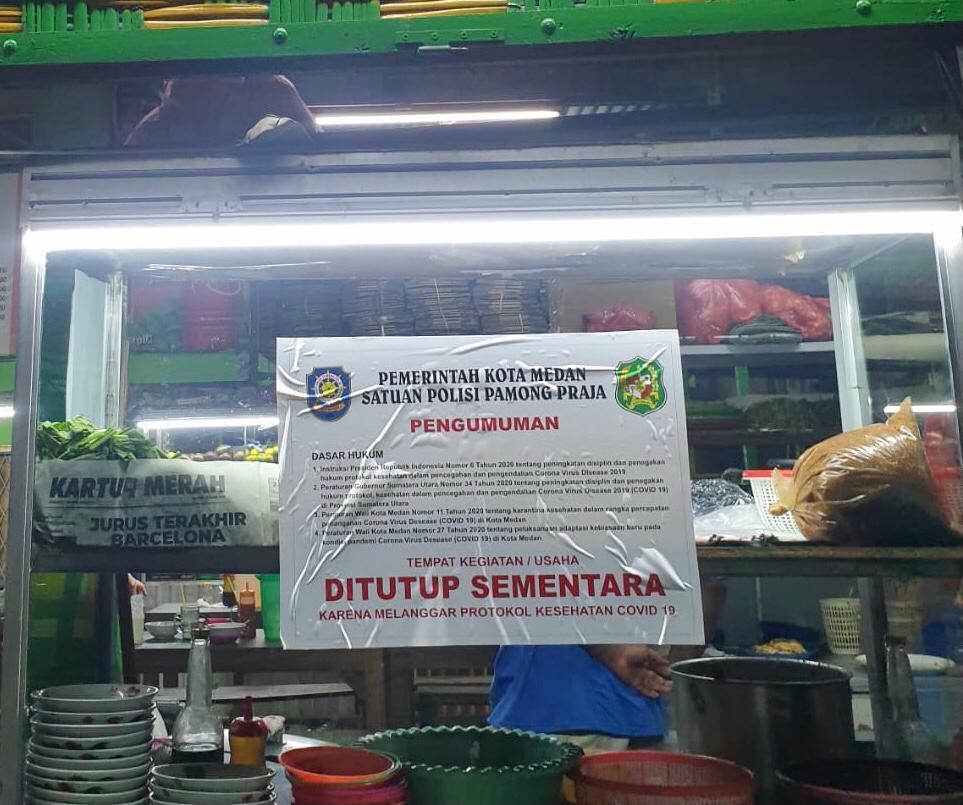 PEMERINTAH KOTA MEDAN
SATUAN POLISI PAMONG PRAJA
PENGUMUMAN
DASAR HUKUM
1. Instruksi Presiden Republik Indonesia Nomor 6 Tahun 2020 tentang peningkatan disiplin dan penegakan
hukum protokol kesehatan dalam pencegahan dan pengendalian Corona Virus Disease 2019
2. Peraturan Gubernur Sumatera Utara Nomor 34 Tahun 2020 tentang peningkatan disiplin dan penegakan
hukum protokol, kesehatan dalam pencegahan dan pengendalian Corona Virus Disease 2019 (COVID 19)
di Provinsi Sumatera Utara
3. Peraturan Wali Kota Medan Nomor 11 Tahun 2020 tentang karantina kesehatan dalam rangka percepatan
penanganan Corona Virus Desease (COVID 19) di Kota Medan
4. Peraturan Wali Kota Medan Nomor 27 Tahun 2020 tentang pelaksanaan adaptasi kebiasaan baru pada
kondisi pandemi Corona Virus Desease (COVID 19) di Kota Medan
TEMPAT KEGIATAN / USAHA
DITUTUP SEMENTARA
KARENA MELANGGAR PROTOKOL KESEHATAN COVID 19
KARTU MERAH
JURUS TERAKHIR
BARCELONA